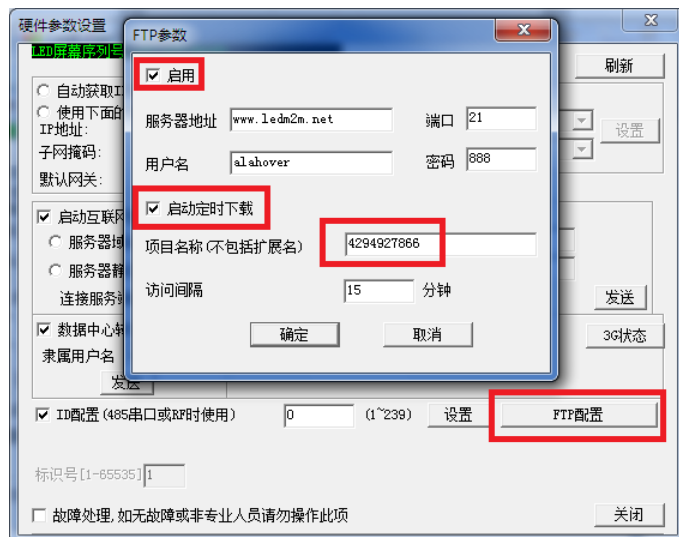 硬件参数设置
LED屏幕序列号
刷新
自动获取I
使用下面的
IP地址:
子网掩码:
默认网关:
设置
启动互联网
服务器域
服务器静
连接服务
发送
数据中心转
隶属用户名
发送
3G状态
FTP参数
启用
服务器地址 www.ledm2m.net 端口 21
用户名 alahover 密码 888
启动定时下载
项目名称(不包括扩展名) 4294927866
访问间隔 15 分钟
确定 取消
ID配置(485串口或RF时使用) 0 (1~239) 设置 FTP配置
标识号[1-65535] 1
故障处理,如无故障或非专业人员请勿操作此项 关闭